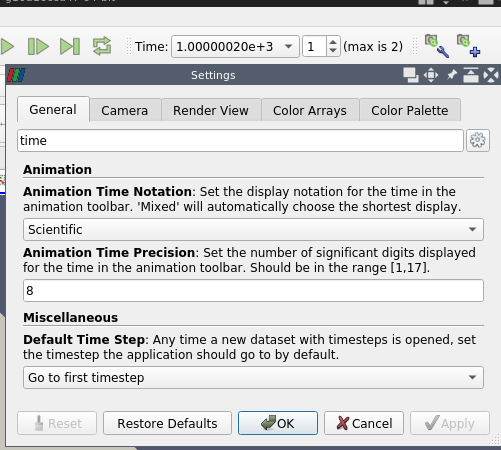 Time: 1.00000020e+3 1 (max is 2)
Settings
General Camera Render View Color Arrays Color Palette
time
Animation
Animation Time Notation: Set the display notation for the time in the
animation toolbar. 'Mixed' will automatically choose the shortest display.
Scientific
Animation Time Precision: Set the number of significant digits displayed
for the time in the animation toolbar. Should be in the range [1,17].
8
Miscellaneous
Default Time Step: Any time a new dataset with timesteps is opened, set
the timestep the application should go to by default.
Go to first timestep
Reset Restore Defaults OK Cancel Apply